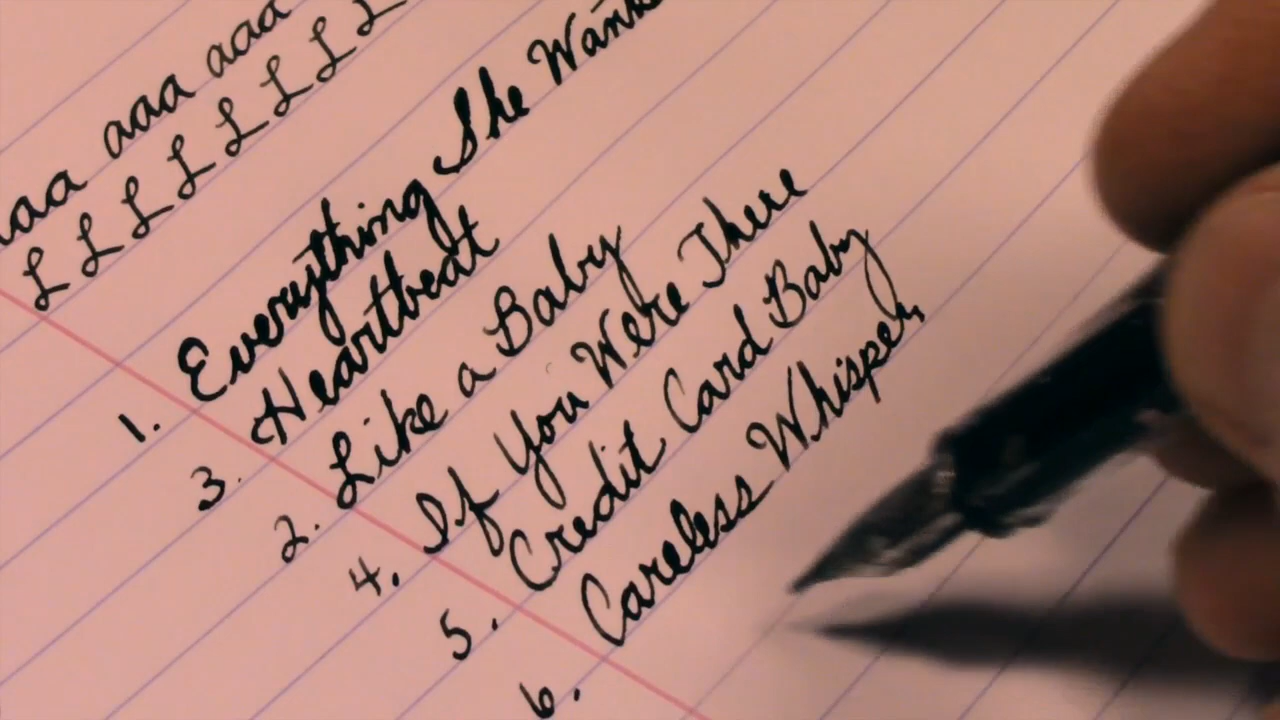 aaa aaa aaa
L L L L L L L L
1. Everything She
3. Heartbeat
2. Like a Baby
4. If You Were There
5. Credit Card Baby
6. Careless Whisper